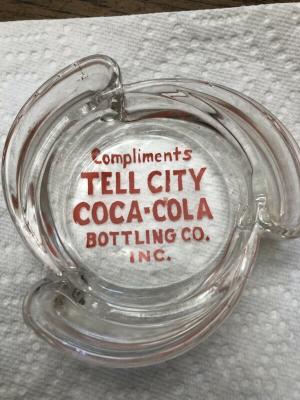 Compliments
TELL CITY
COCA-COLA
BOTTLING CO.
INC.